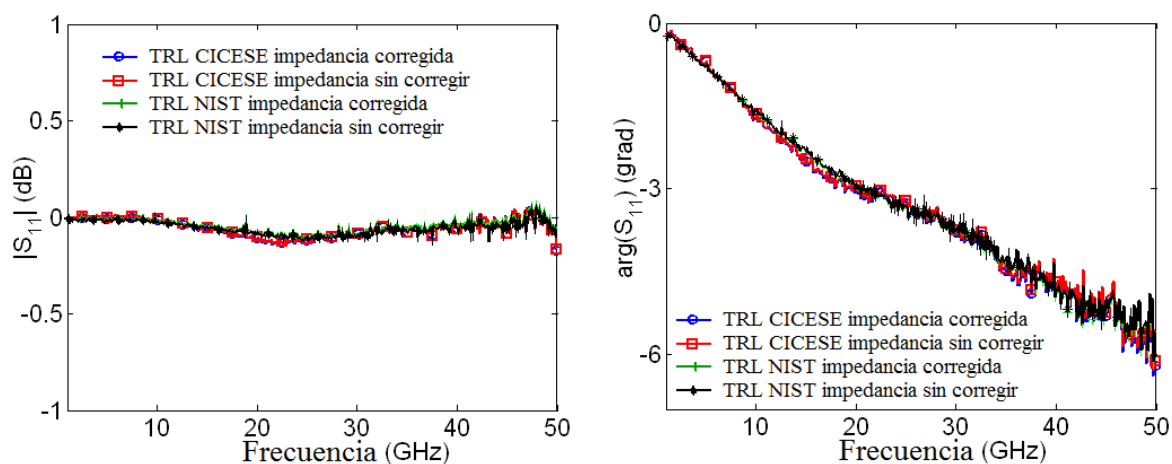 1
0.5
0
-0.5
-1
|S11| (dB)
TRL CICESE impedancia corregida
TRL CICESE impedancia sin corregir
TRL NIST impedancia corregida
TRL NIST impedancia sin corregir
10 20 30 40 50
Frecuencia (GHz)
0
-3
-6
arg(S11) (grad)
TRL CICESE impedancia corregida
TRL CICESE impedancia sin corregir
TRL NIST impedancia corregida
TRL NIST impedancia sin corregir
10 20 30 40 50
Frecuencia (GHz)